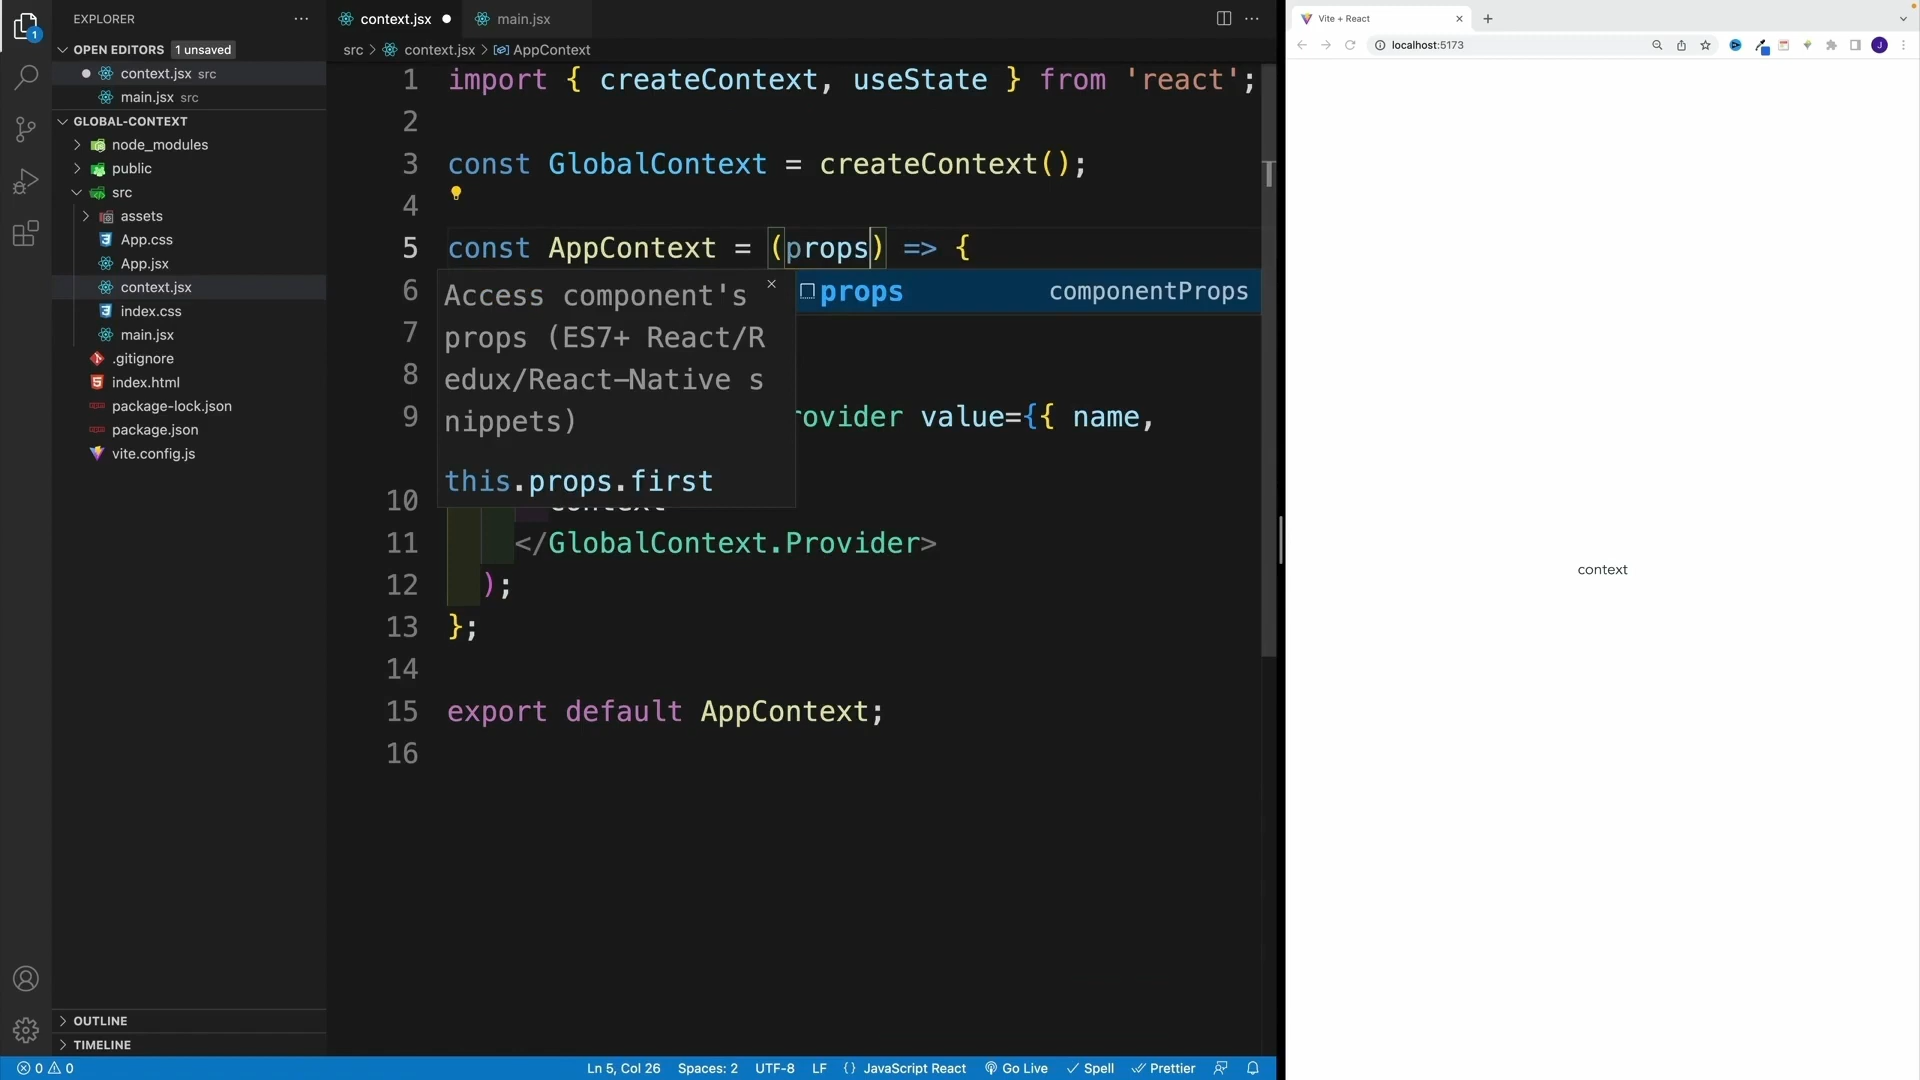 EXPLORER
OPEN EDITORS 1 unsaved
context.jsx src
main.jsx src
GLOBAL-CONTEXT
node_modules
public
src
assets
App.css
App.jsx
context.jsx
index.css
main.jsx
.gitignore
index.html
package-lock.json
package.json
vite.config.js
OUTLINE
TIMELINE
1
context.jsx
main.jsx
src > context.jsx > AppContext
1 import { createContext, useState } from 'react';
2
3 const GlobalContext = createContext();
4
5 const AppContext = (props) => {
6
7
8
9 rovider value={{ name,
10
11 </GlobalContext.Provider>
12 );
13 };
14
15 export default AppContext;
16
Access component's
props (ES7+ React/R
edux/React-Native s
nippets)
this.props.first
props componentProps
0 0
Ln 5, Col 26 Spaces: 2 UTF-8 LF {} JavaScript React Go Live Spell Prettier
Vite + React
localhost:5173
J
context